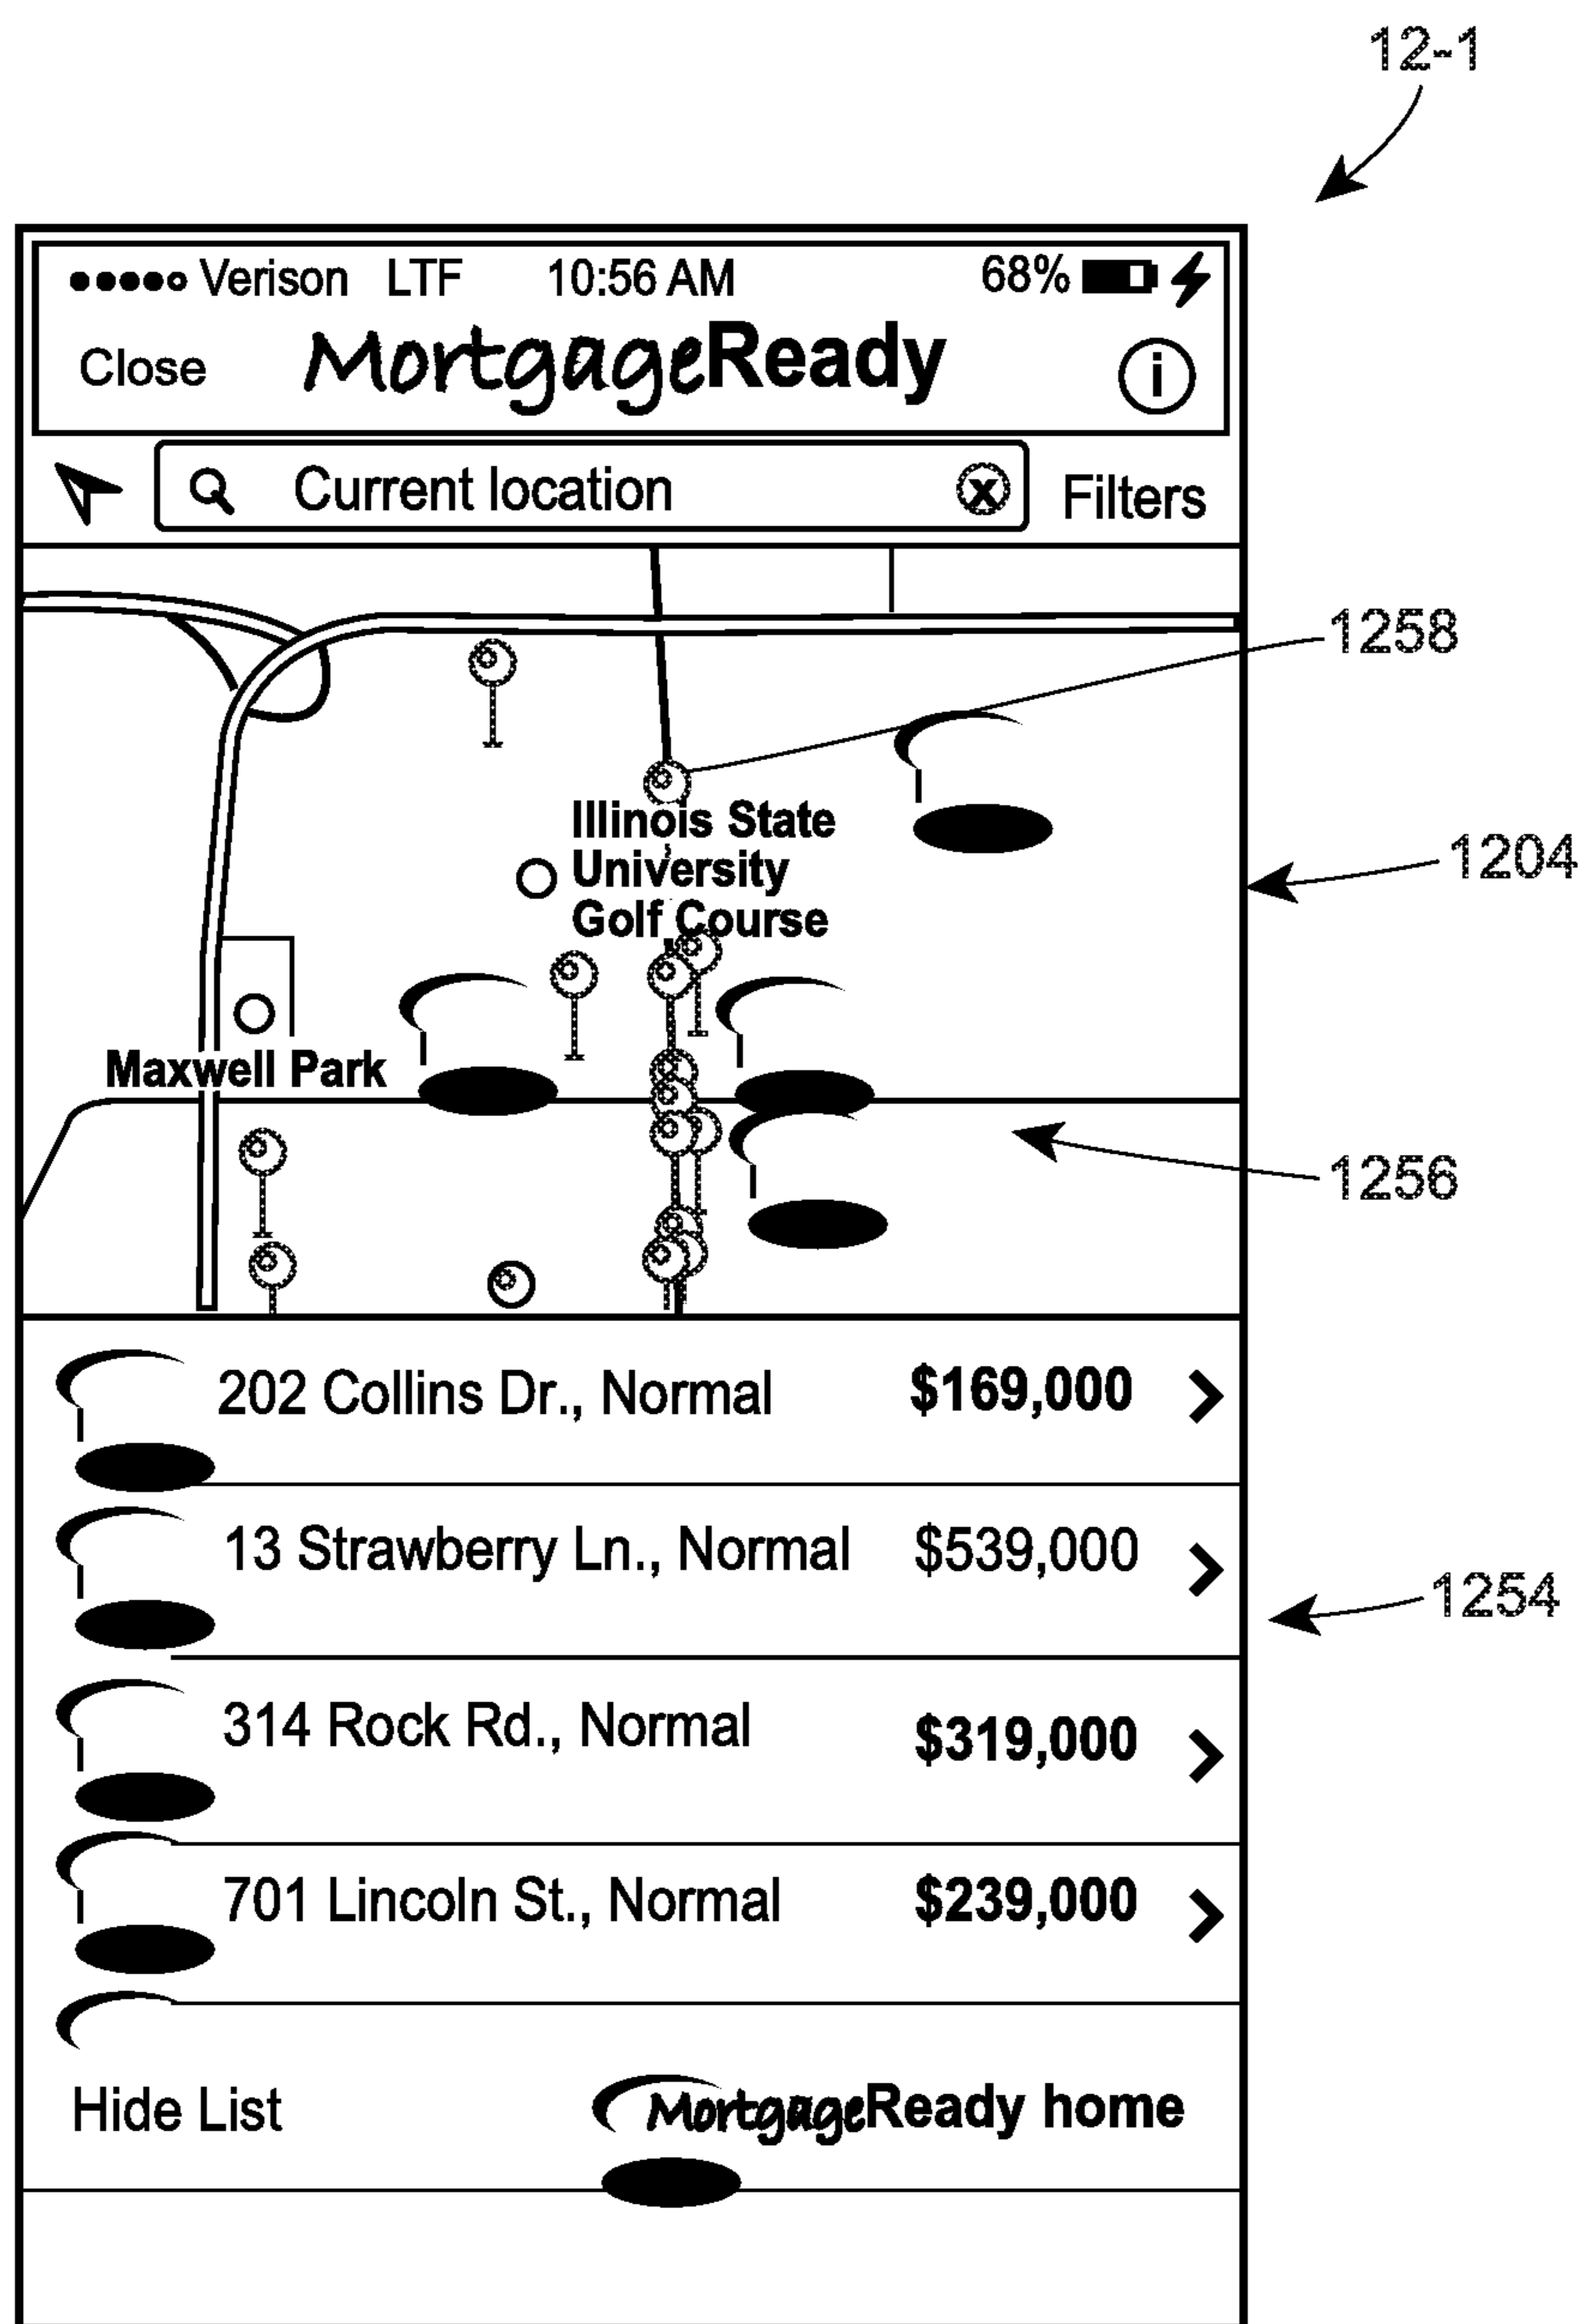 12-1
Verison LTF 10:56 AM 68%
Close MortgageReady i
Current location x Filters
1258
Illinois State
University
Golf Course
1204
Maxwell Park
1256
202 Collins Dr., Normal $169,000
13 Strawberry Ln., Normal $539,000
1254
314 Rock Rd., Normal $319,000
701 Lincoln St., Normal $239,000
Hide List MortgageReady home